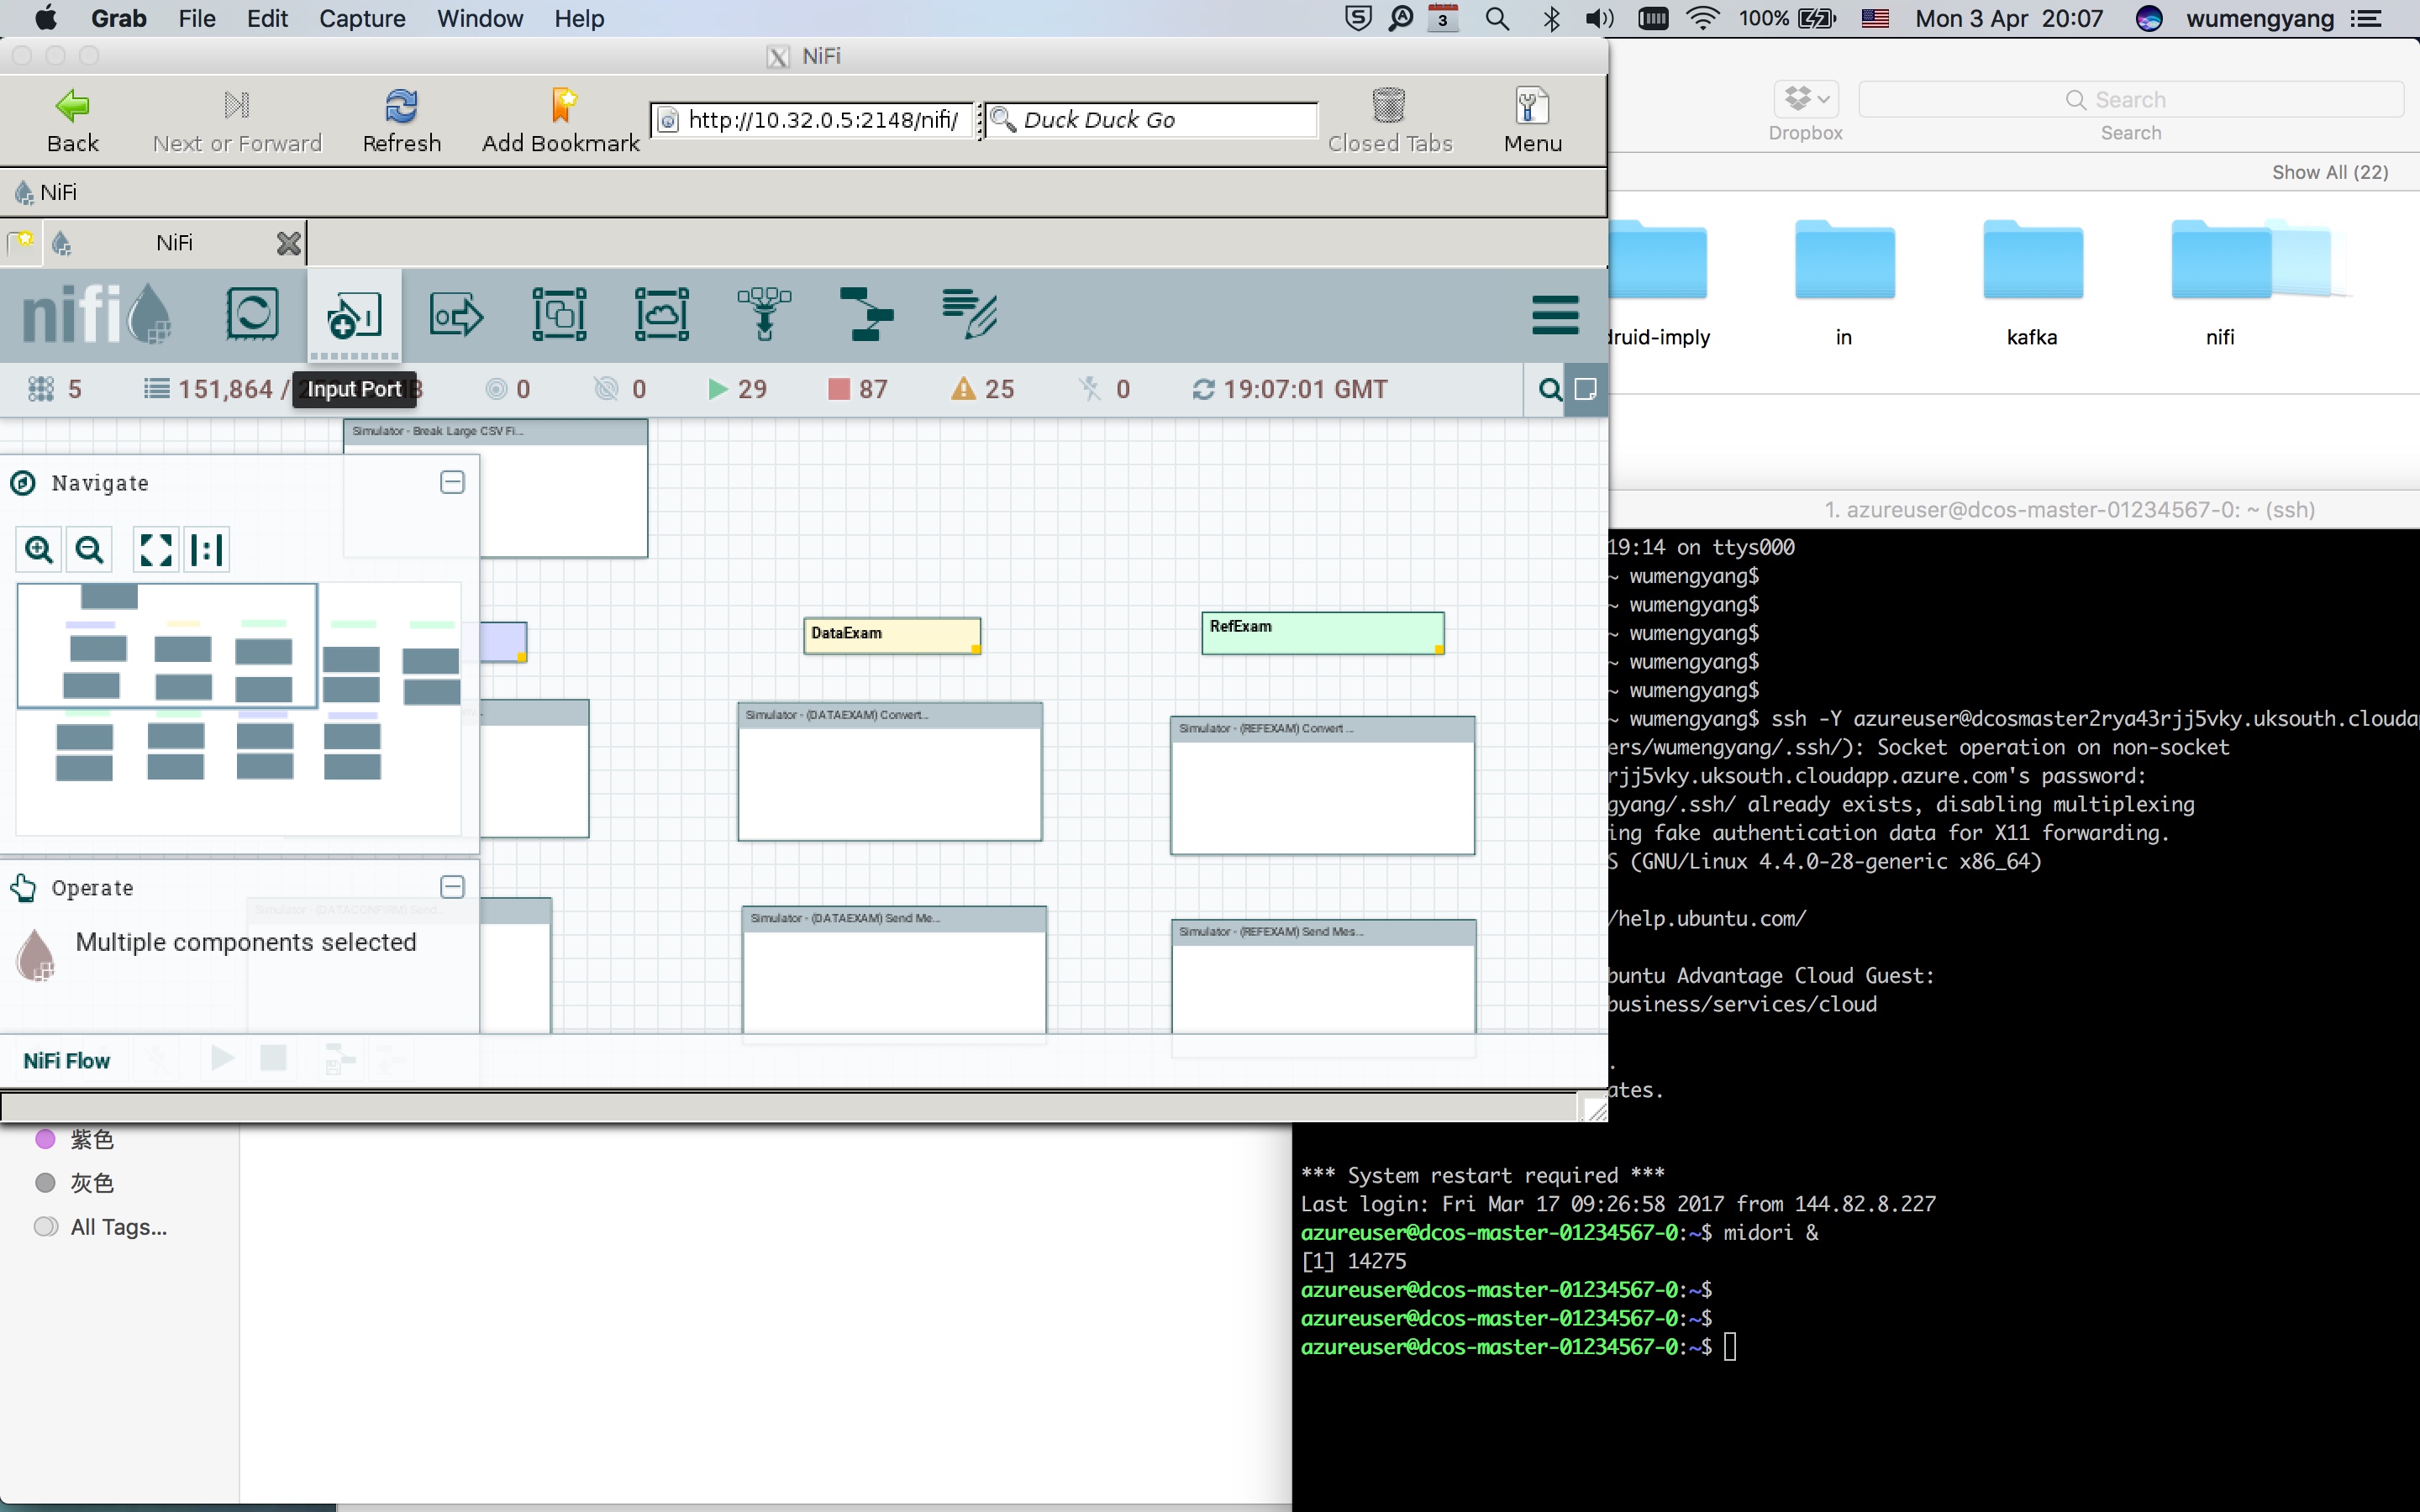 Grab File Edit Capture Window Help
3
100%
Mon 3 Apr 20:07
wumengyang
NiFi
Back
Next or Forward
Refresh
Add Bookmark
http://10.32.0.5:2148/nifi/
Duck Duck Go
Closed Tabs
Menu
NiFi
NiFi
nifi
5
151,864 /
Input Port
0
0
29
87
25
0
19:07:01 GMT
Simulator - Break Large CSV Fi...
Navigate
DataExam
RefExam
Simulator - (DATAEXAM) Convert...
Simulator - (REFEXAM) Convert ...
Operate
Simulator - (DATACONFIRM) Send...
Multiple components selected
Simulator - (DATAEXAM) Send Me...
Simulator - (REFEXAM) Send Mes...
NiFi Flow
紫色
灰色
All Tags...
Dropbox
Search
Search
Show All (22)
druid-imply
in
kafka
nifi
1. azureuser@dcos-master-01234567-0: ~ (ssh)
19:14 on ttys000
~ wumengyang$
~ wumengyang$
~ wumengyang$
~ wumengyang$
~ wumengyang$
~ wumengyang$ ssh -Y azureuser@dcosmaster2rya43rjj5vky.uksouth.clouda
ers/wumengyang/.ssh/): Socket operation on non-socket
rjj5vky.uksouth.cloudapp.azure.com's password:
gyang/.ssh/ already exists, disabling multiplexing
ing fake authentication data for X11 forwarding.
S (GNU/Linux 4.4.0-28-generic x86_64)
/help.ubuntu.com/
buntu Advantage Cloud Guest:
business/services/cloud
.
ates.
*** System restart required ***
Last login: Fri Mar 17 09:26:58 2017 from 144.82.8.227
azureuser@dcos-master-01234567-0:~$ midori &
[1] 14275
azureuser@dcos-master-01234567-0:~$
azureuser@dcos-master-01234567-0:~$
azureuser@dcos-master-01234567-0:~$